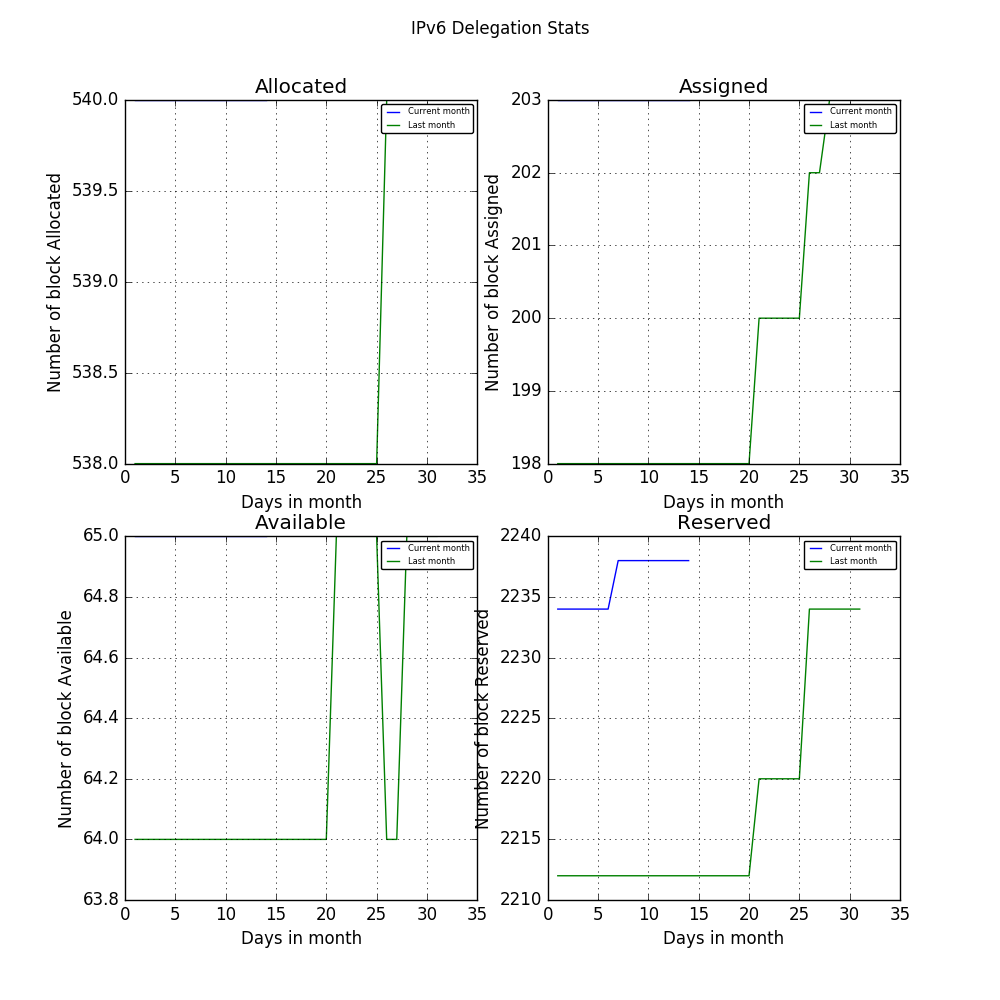 IPv6 Delegation Stats
Allocated
Number of block Allocated
540.0
539.5
539.0
538.5
538.0
0 5 10 15 20 25 30 35
Days in month
Current month
Last month
Assigned
Number of block Assigned
203
202
201
200
199
198
0 5 10 15 20 25 30 35
Days in month
Current month
Last month
Available
Number of block Available
65.0
64.8
64.6
64.4
64.2
64.0
63.8
0 5 10 15 20 25 30 35
Days in month
Current month
Last month
Reserved
Number of block Reserved
2240
2235
2230
2225
2220
2215
2210
0 5 10 15 20 25 30 35
Days in month
Current month
Last month